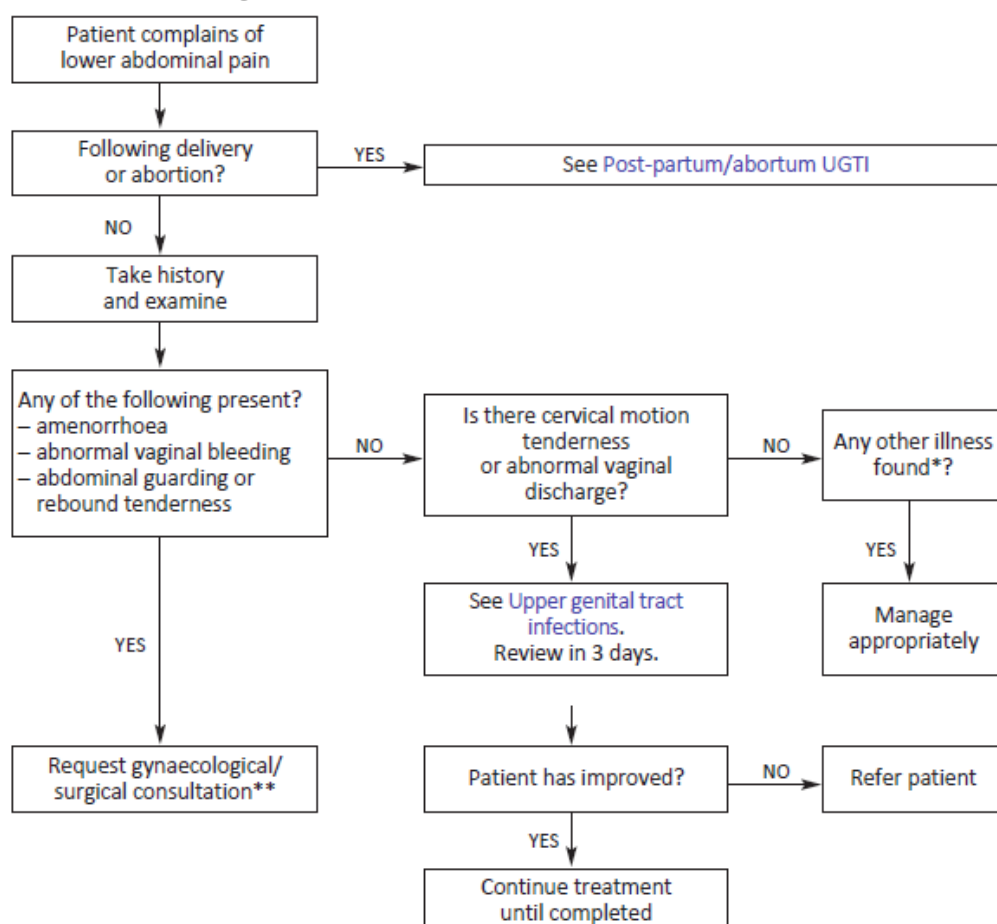 Patient complains of
lower abdominal pain
Following delivery
or abortion?
YES
See Post-partum/abortum UGTI
NO
Take history
and examine
Any of the following present?
– amenorrhoea
– abnormal vaginal bleeding
– abdominal guarding or
rebound tenderness
NO
Is there cervical motion
tenderness
or abnormal vaginal
discharge?
NO
Any other illness
found*?
YES
YES
See Upper genital tract
infections.
Review in 3 days.
Manage
appropriately
YES
Request gynaecological/
surgical consultation**
Patient has improved?
NO
Refer patient
YES
Continue treatment
until completed